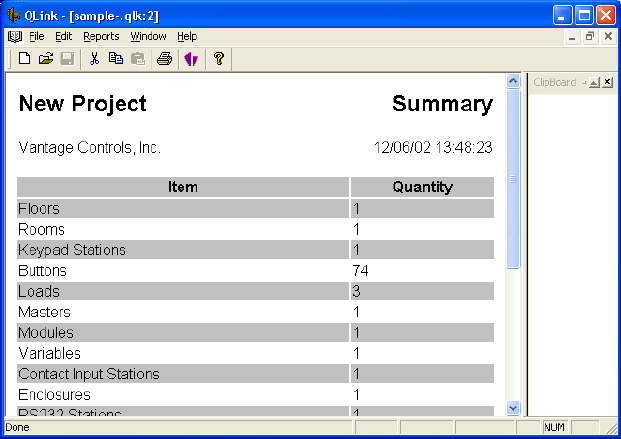 QLink - [sample-.qlk:2]
File Edit Reports Window Help
ClipBoard
New Project Summary
Vantage Controls, Inc. 12/06/02 13:48:23
Item Quantity
Floors 1
Rooms 1
Keypad Stations 1
Buttons 74
Loads 3
Masters 1
Modules 1
Variables 1
Contact Input Stations 1
Enclosures 1
RS232 Stations 1
Done NUM